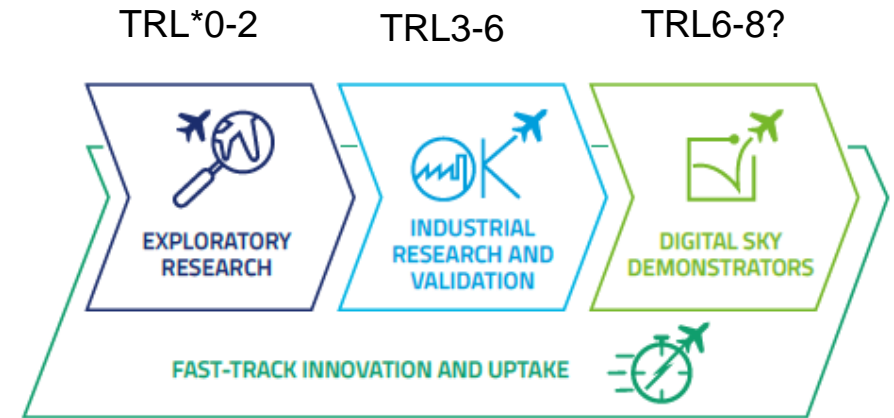 TRL*0-2
TRL3-6
TRL6-8?
EXPLORATORY
RESEARCH
INDUSTRIAL
RESEARCH AND
VALIDATION
DIGITAL SKY
DEMONSTRATORS
FAST-TRACK INNOVATION AND UPTAKE